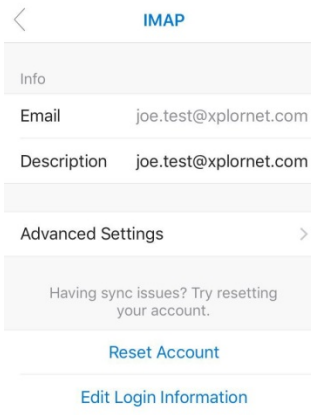 IMAP
Info
Email joe.test@xplornet.com
Description joe.test@xplornet.com
Advanced Settings
Having sync issues? Try resetting
your account.
Reset Account
Edit Login Information